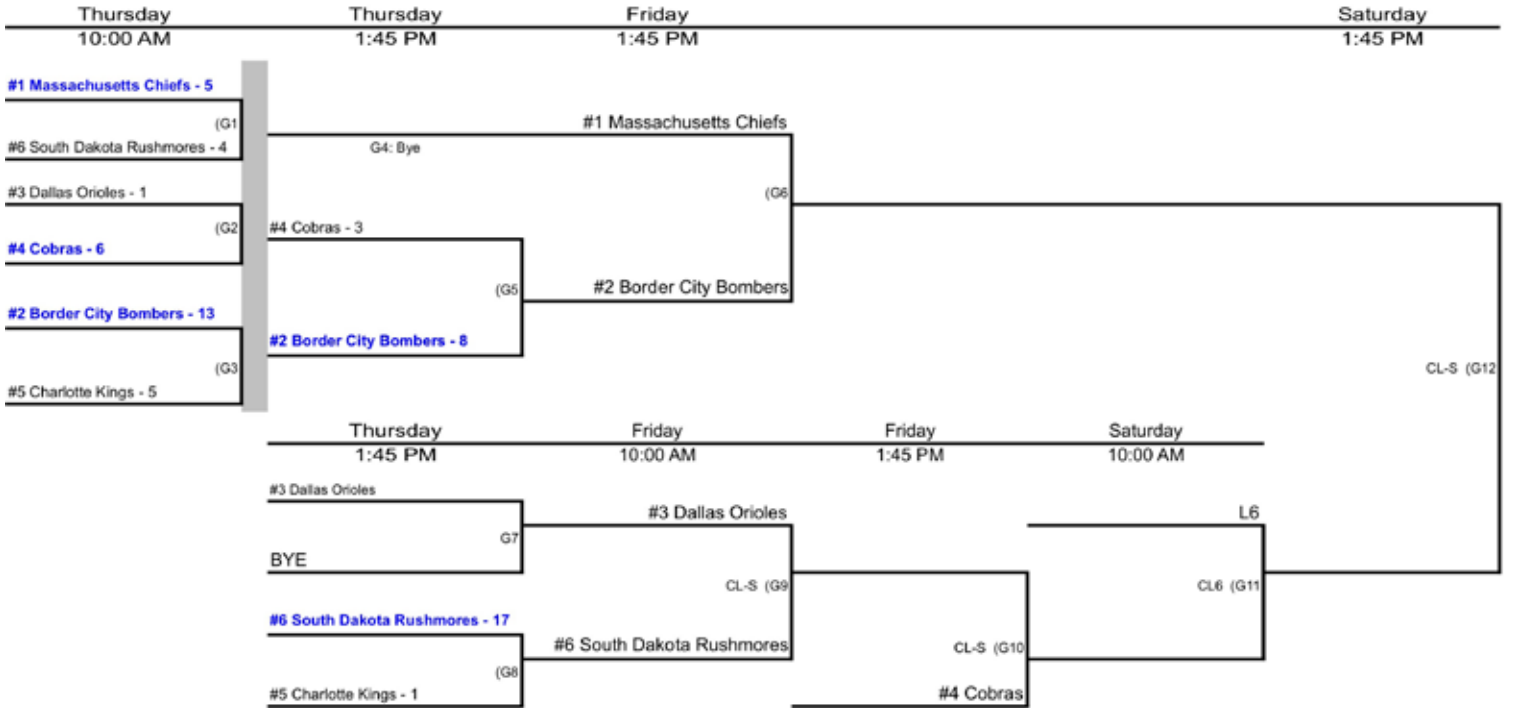 Thursday Thursday Friday Saturday
10:00 AM 1:45 PM 1:45 PM 1:45 PM
#1 Massachusetts Chiefs - 5
(G1 #1 Massachusetts Chiefs
#6 South Dakota Rushmores - 4 G4: Bye
#3 Dallas Orioles - 1 (G6
(G2 #4 Cobras - 3
#4 Cobras - 6
(G5 #2 Border City Bombers
#2 Border City Bombers - 13
#2 Border City Bombers - 8
(G3 CL-S (G12
#5 Charlotte Kings - 5
Thursday Friday Friday Saturday
1:45 PM 10:00 AM 1:45 PM 10:00 AM
#3 Dallas Orioles
#3 Dallas Orioles L6
G7
BYE
CL-S (G9 CL6 (G11
#6 South Dakota Rushmores - 17
#6 South Dakota Rushmores CL-S (G10
(G8
#5 Charlotte Kings - 1 #4 Cobras